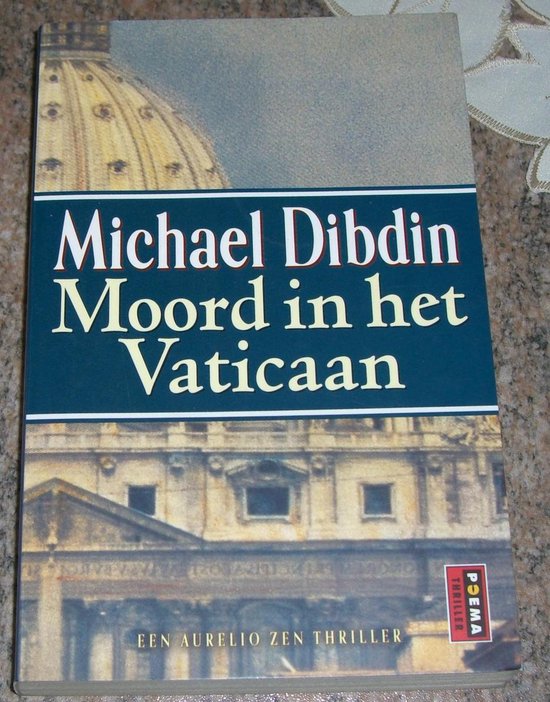 Michael Dibdin
Moord in het
Vaticaan
EEN AURELIO ZEN THRILLER
POEMA
THRILLER